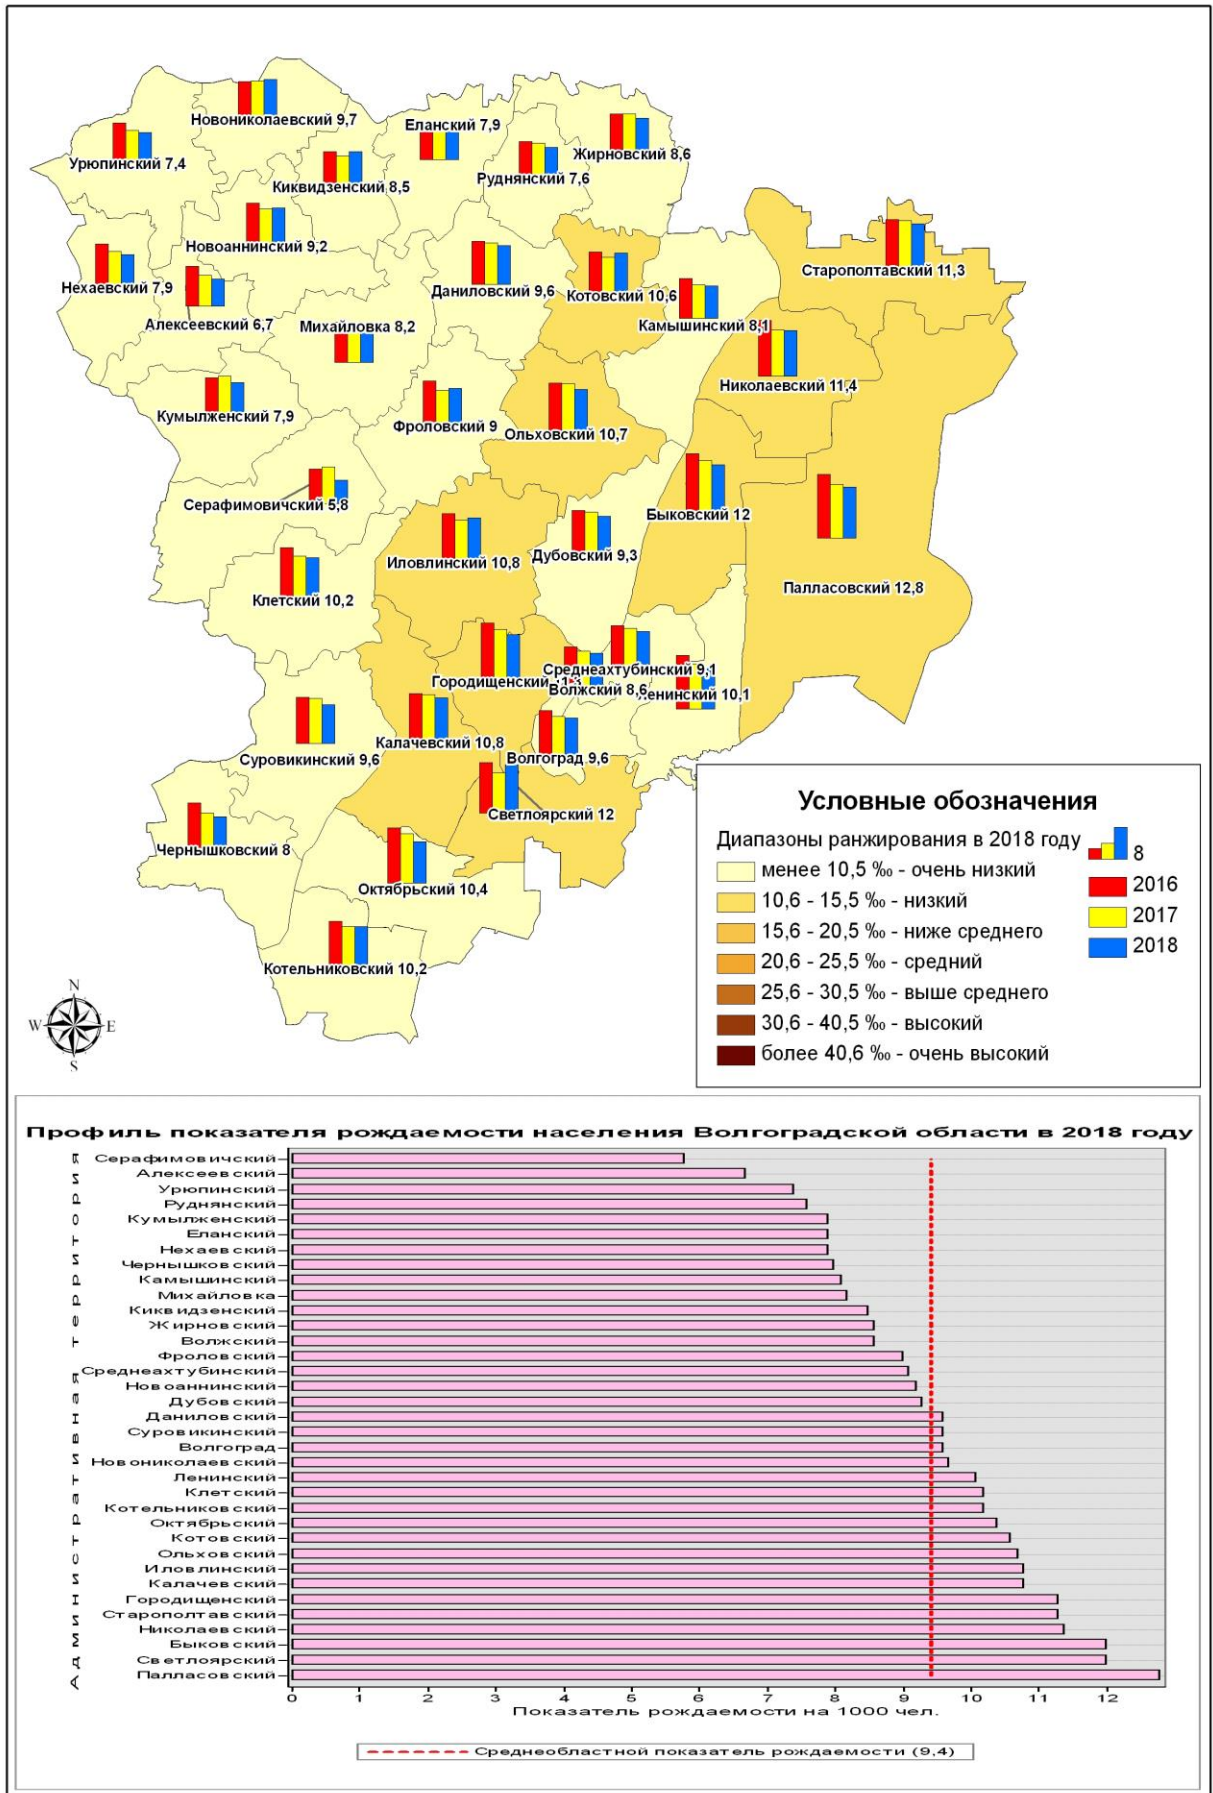 Новониколаевский 9,7
Еланский 7,9
Урюпинский 7,4
Киквидзенский 8,5
Руднянский 7,6
Жирновский 8,6
Новоаннинский 9,2
Нехаевский 7,9
Алексеевский 6,7
Михайловка 8,2
Даниловский 9,6
Котовский 10,6
Камышинский 8,1
Старополтавский 11,3
Николаевский 11,4
Кумылженский 7,9
Фроловский 9
Ольховский 10,7
Серафимовичский 5,8
Быковский 12
Иловлинский 10,8
Дубовский 9,3
Клетский 10,2
Палласовский 12,8
Городищенский
Среднеахтубинский 9,1
Волжский 8,6
10,1
Калачевский 10,8
Суровикинский 9,6
Волгоград 9,6
Светлоярский 12
Чернышковский 8
Октябрьский 10,4
Котельниковский 10,2
N
W
E
S
Условные обозначения
Диапазоны ранжирования в 2018 году
менее 10,5 ‰ - очень низкий
10,6 - 15,5 ‰ - низкий
15,6 - 20,5 ‰ - ниже среднего
20,6 - 25,5 ‰ - средний
25,6 - 30,5 ‰ - выше среднего
30,6 - 40,5 ‰ - высокий
более 40,6 ‰ - очень высокий
8
2016
2017
2018
Профиль показателя рождаемости населения Волгоградской области в 2018 году
Административная территория
Серафимовичский
Алексеевский
Урюпинский
Руднянский
Кумылженский
Еланский
Нехаевский
Чернышковский
Камышинский
Михайловка
Киквидзенский
Жирновский
Волжский
Фроловский
Среднеахтубинский
Новоаннинский
Дубовский
Даниловский
Суровикинский
Волгоград
Новониколаевский
Ленинский
Клетский
Котельниковский
Октябрьский
Котовский
Ольховский
Иловлинский
Калачевский
Городищенский
Старополтавский
Николаевский
Быковский
Светлоярский
Палласовский
0 1 2 3 4 5 6 7 8 9 10 11 12
Показатель рождаемости на 1000 чел.
Среднеобластной показатель рождаемости (9,4)